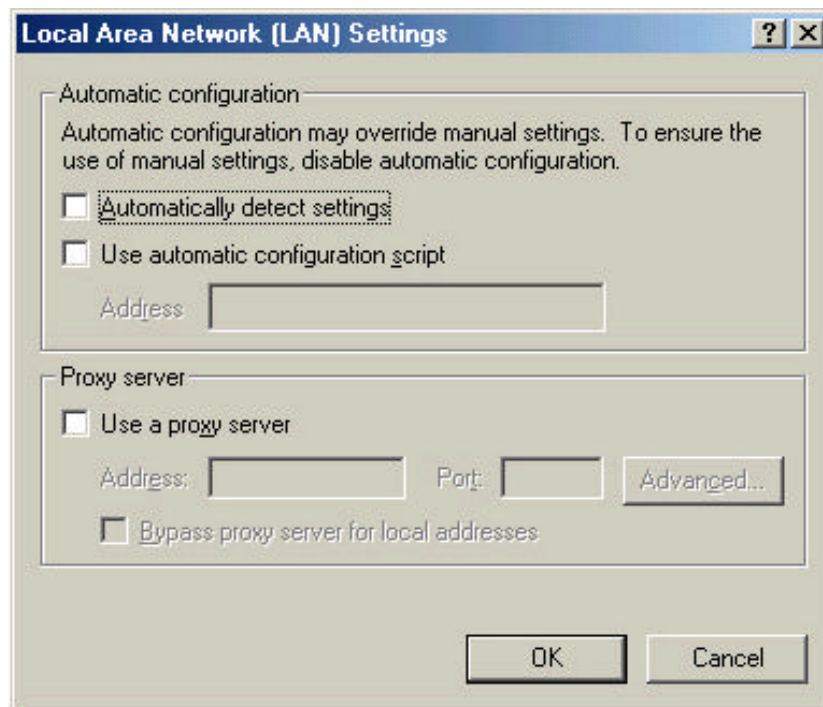 Local Area Network (LAN) Settings
Automatic configuration
Automatic configuration may override manual settings.  To ensure the
use of manual settings, disable automatic configuration.
Automatically detect settings
Use automatic configuration script
Address
Proxy server
Use a proxy server
Address:
Port:
Advanced...
Bypass proxy server for local addresses
OK
Cancel